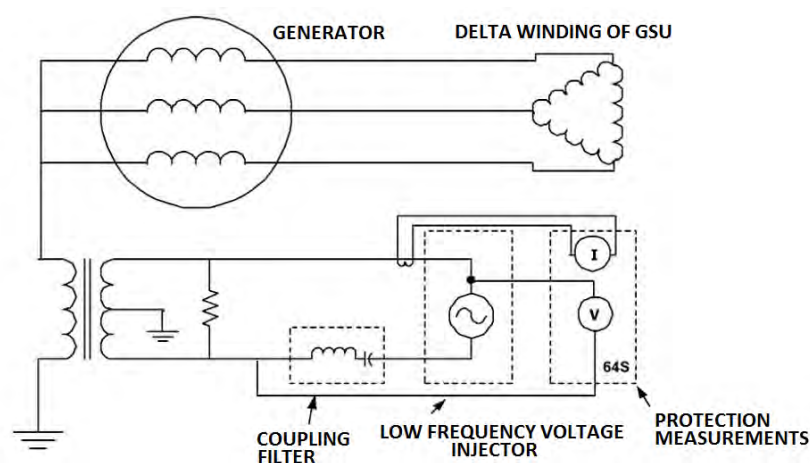 GENERATOR
DELTA WINDING OF GSU
I
V
64S
COUPLING
FILTER
LOW FREQUENCY VOLTAGE
INJECTOR
PROTECTION
MEASUREMENTS